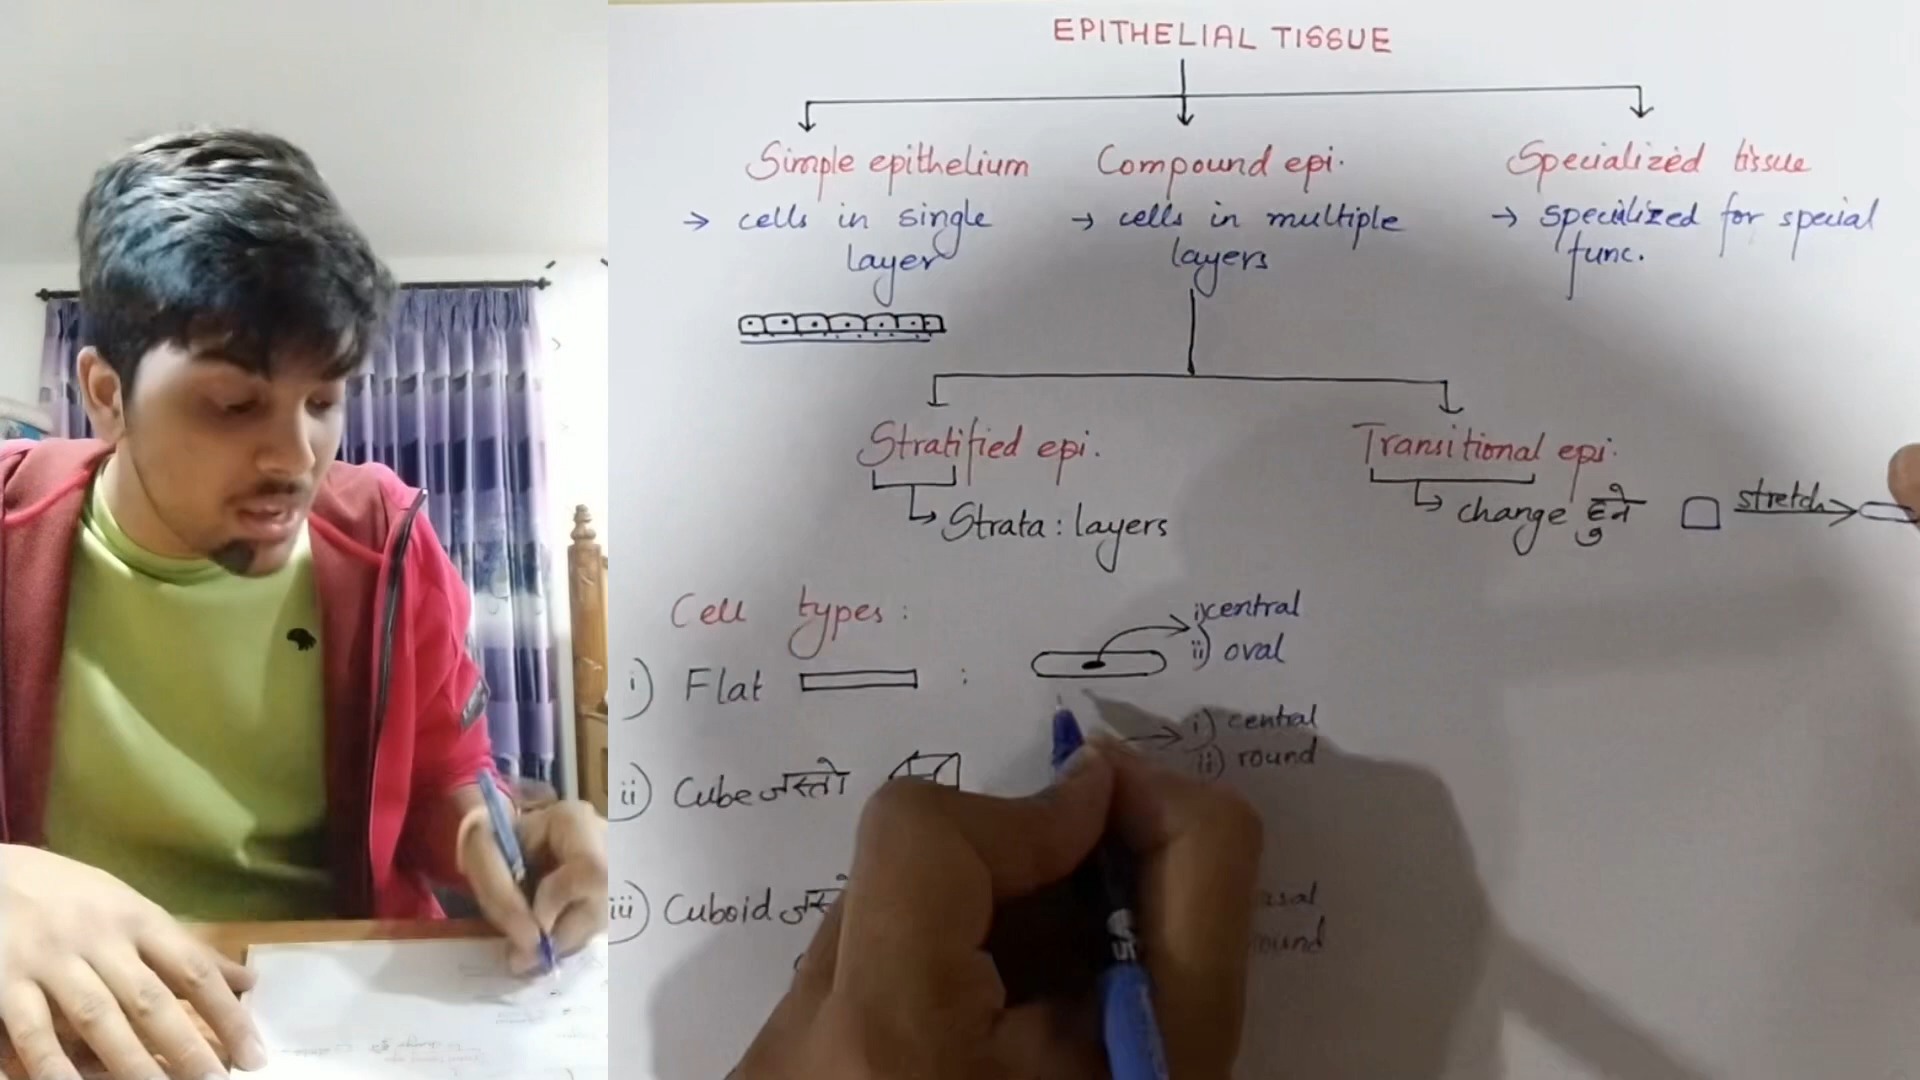 EPITHELIAL TISSUE
Simple epithelium
→ cells in single
layer
Compound epi.
→ cells in multiple
layers
Specialized tissue
→ specialized for special
func.
Stratified epi.
Strata : layers
Transitional epi.
change हुने
stretch
Cell types :
i) Flat :
i) central
ii) oval
ii) Cube जस्तो
i) central
ii) round
iii) Cuboid